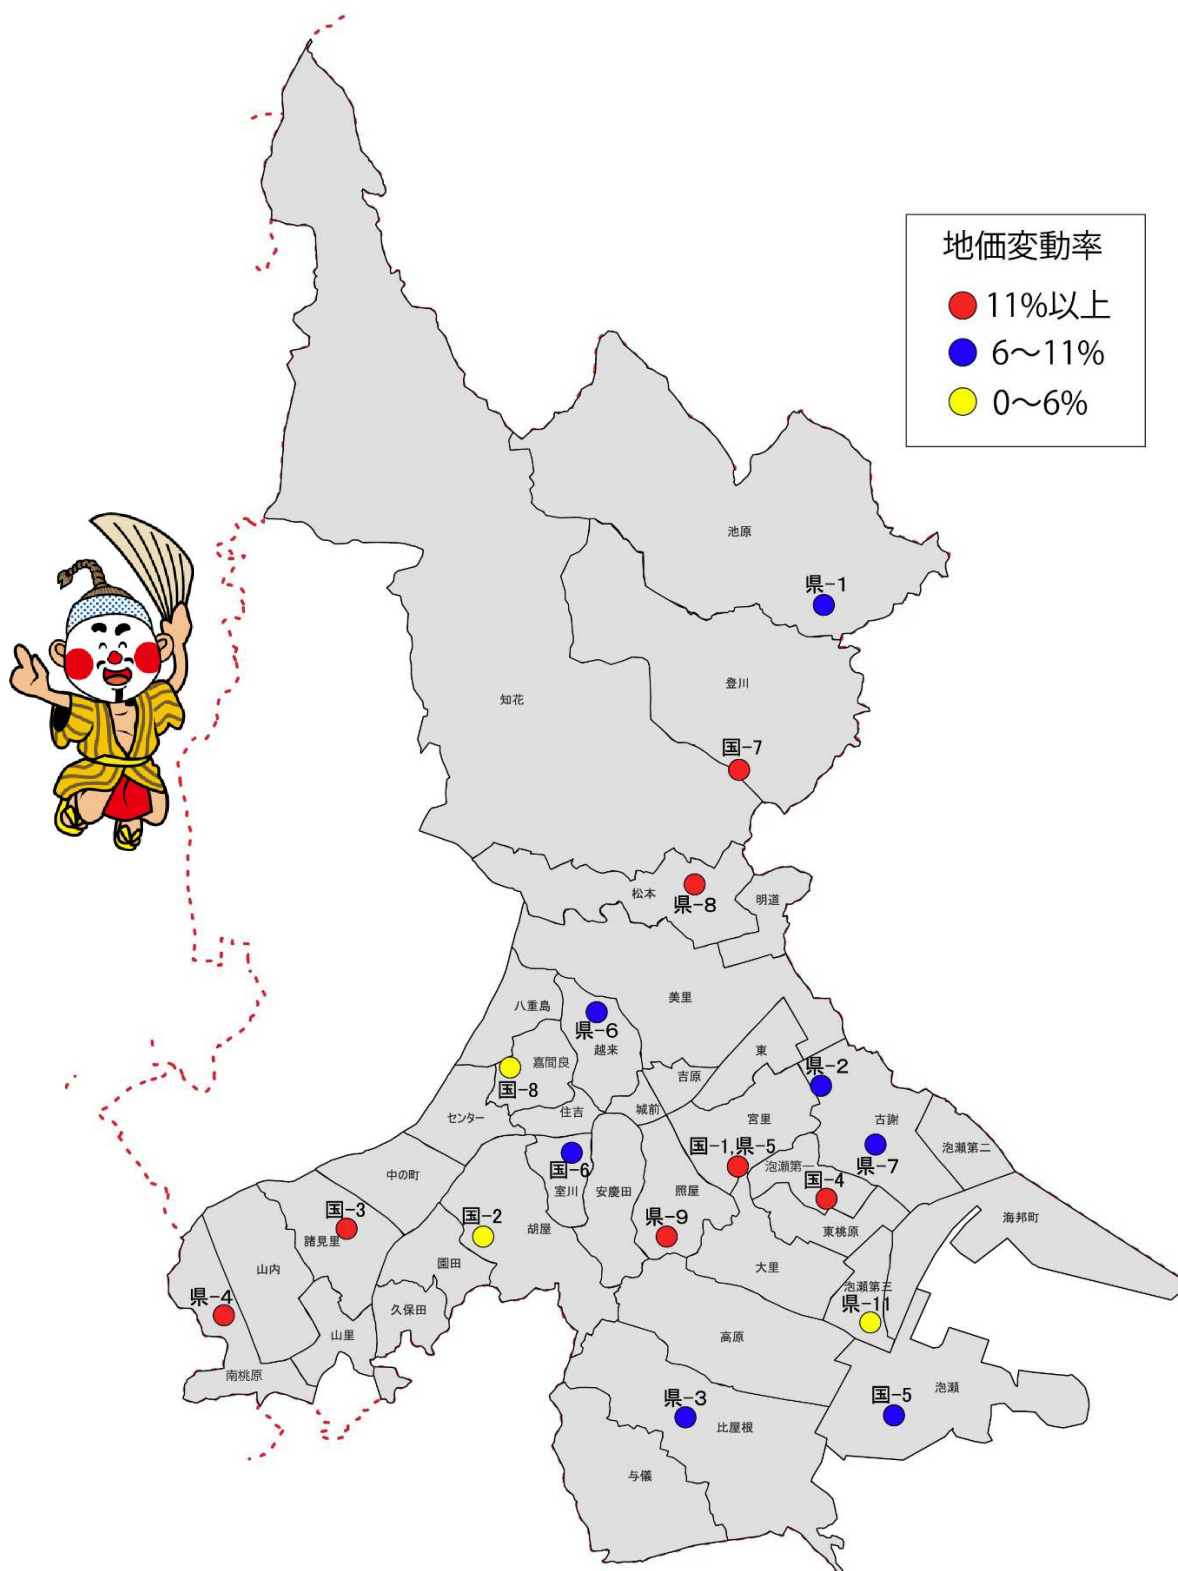 地価変動率
11%以上
6～11%
0～6%
池原
県-1
登川
知花
国-7
松本
県-8
明道
美里
八重島
県-6
越来
嘉間良
国-8
東
吉原
県-2
センター
住吉
城前
宮里
古謝
泡瀬第二
国-1,県-5
県-7
泡瀬第一
中の町
国-6
室川
安慶田
照屋
国-4
海邦町
国-3
諸見里
国-2
胡屋
県-9
東桃原
園田
山内
大里
泡瀬第三
県-4
久保田
県-11
山里
高原
南桃原
泡瀬
国-5
県-3
比屋根
与儀